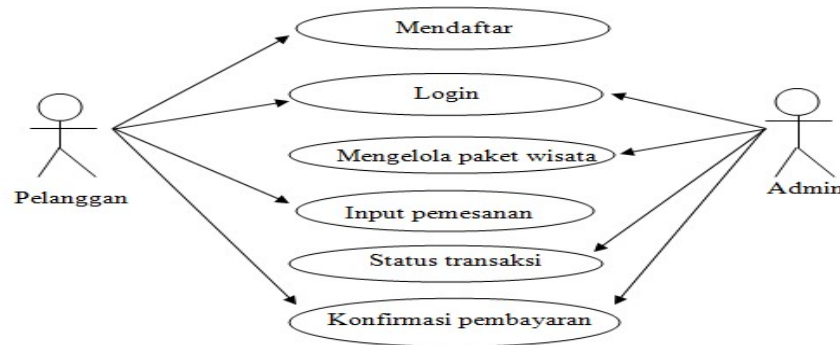 Mendaftar
Login
Mengelola paket wisata
Pelanggan
Admin
Input pemesanan
Status transaksi
Konfirmasi pembayaran